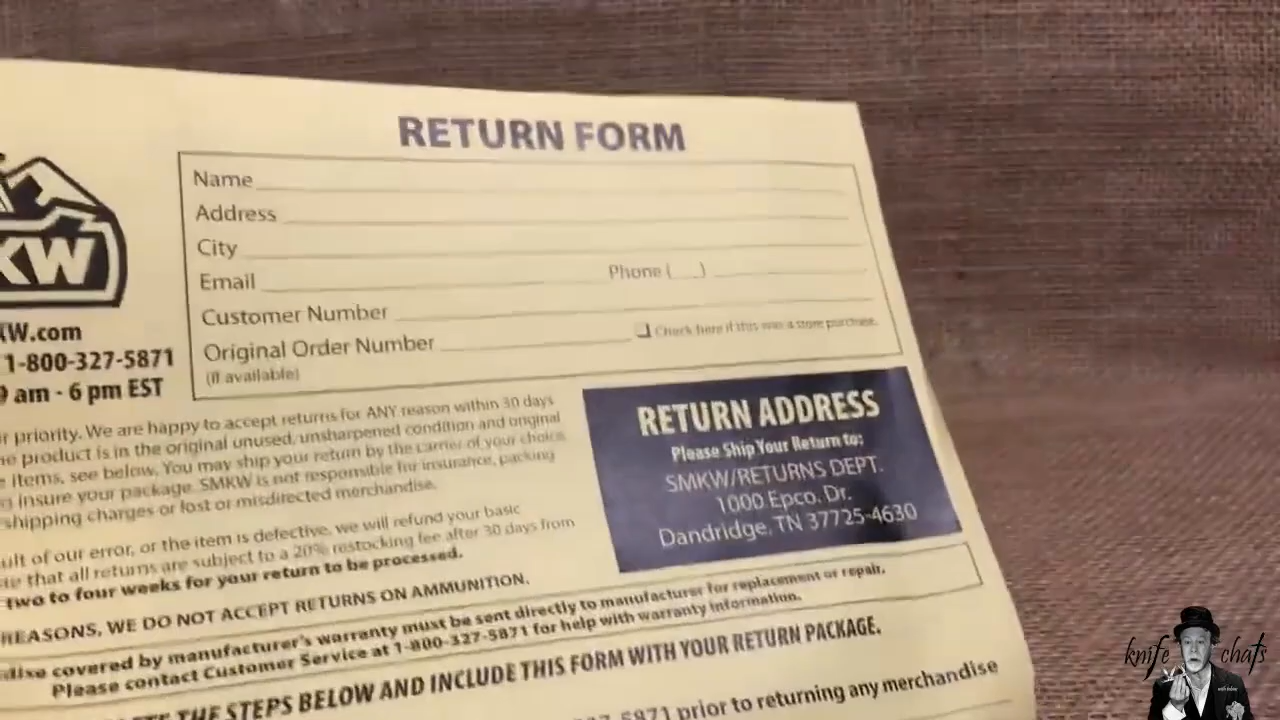 RETURN FORM
Name
Address
City
Email
Phone (___)
Customer Number
Original Order Number
Check here if this was a store purchase.
(if available)
KW
KW.com
1-800-327-5871
9 am - 6 pm EST
priority. We are happy to accept returns for ANY reason within 30 days
product is in the original unused, unsharpened condition and original
items, see below. You may ship your return by the carrier of your choice
insure your package. SMKW is not responsible for insurance, packing
shipping charges or lost or misdirected merchandise.
of our error, or the item is defective, we will refund your basic
that all returns are subject to a 20% restocking fee after 30 days from
two to four weeks for your return to be processed.
REASONS, WE DO NOT ACCEPT RETURNS ON AMMUNITION.
RETURN ADDRESS
Please Ship Your Return to:
SMKW/RETURNS DEPT.
1000 Epco. Dr.
Dandridge, TN 37725-4630
covered by manufacturer's warranty must be sent directly to manufacturer for replacement or repair.
Please contact Customer Service at 1-800-327-5871 for help with warranty information.
THE STEPS BELOW AND INCLUDE THIS FORM WITH YOUR RETURN PACKAGE.
5871 prior to returning any merchandise
knife chats